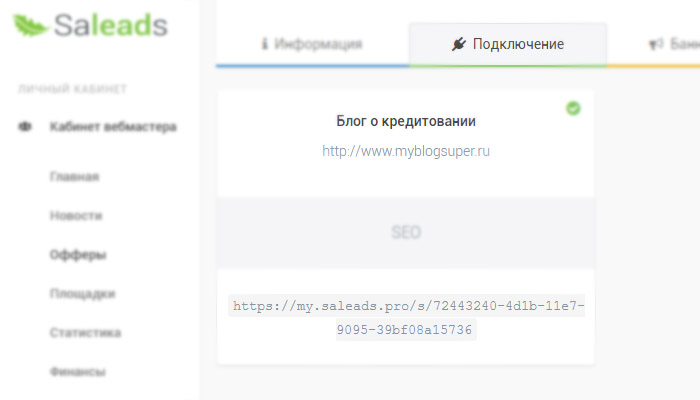 Saleads
Информация
Подключение
Бан
ЛИЧНЫЙ КАБИНЕТ
Кабинет вебмастера
Главная
Новости
Офферы
Площадки
Статистика
Финансы
Блог о кредитовании
http://www.myblogsuper.ru
SEO
https://my.saleads.pro/s/72443240-4d1b-11e7-
9095-39bf08a15736